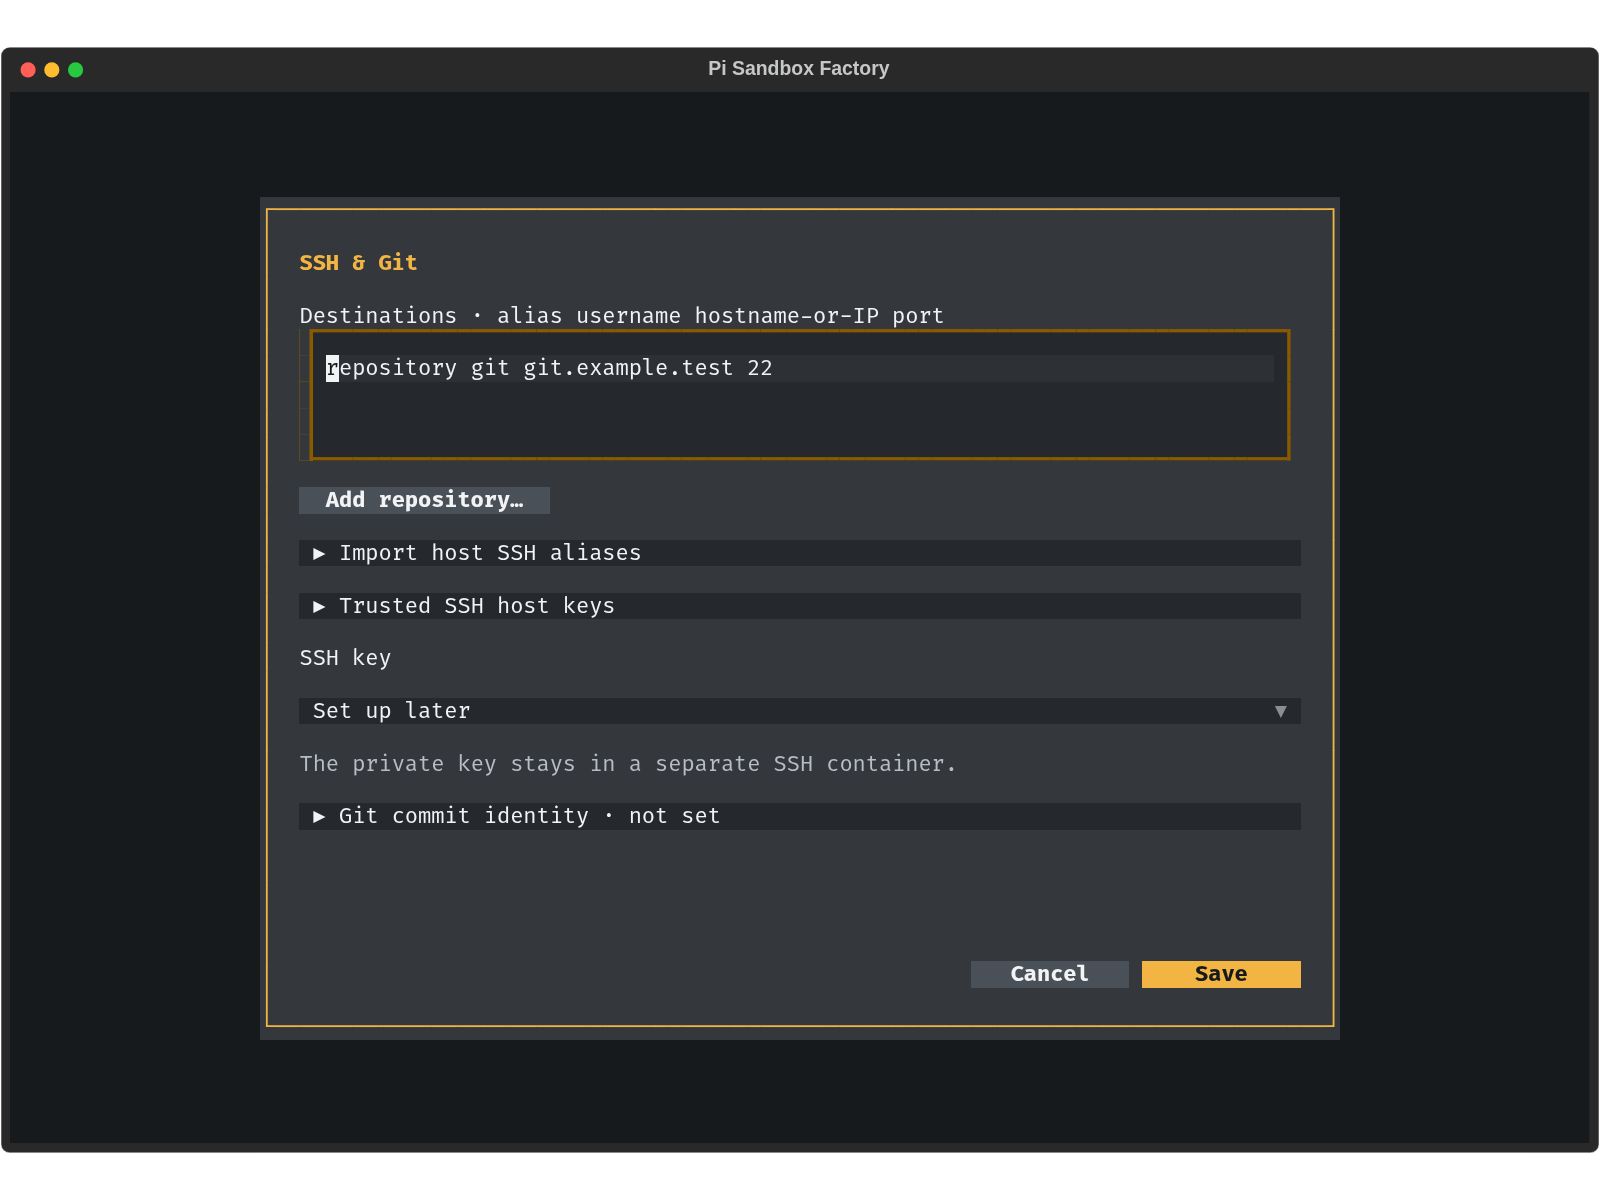 Pi Sandbox Factory
SSH & Git
Destinations · alias username hostname-or-IP port
repository git git.example.test 22
Add repository…
▶ Import host SSH aliases
▶ Trusted SSH host keys
SSH key
Set up later ▼
The private key stays in a separate SSH container.
▶ Git commit identity · not set
Cancel Save